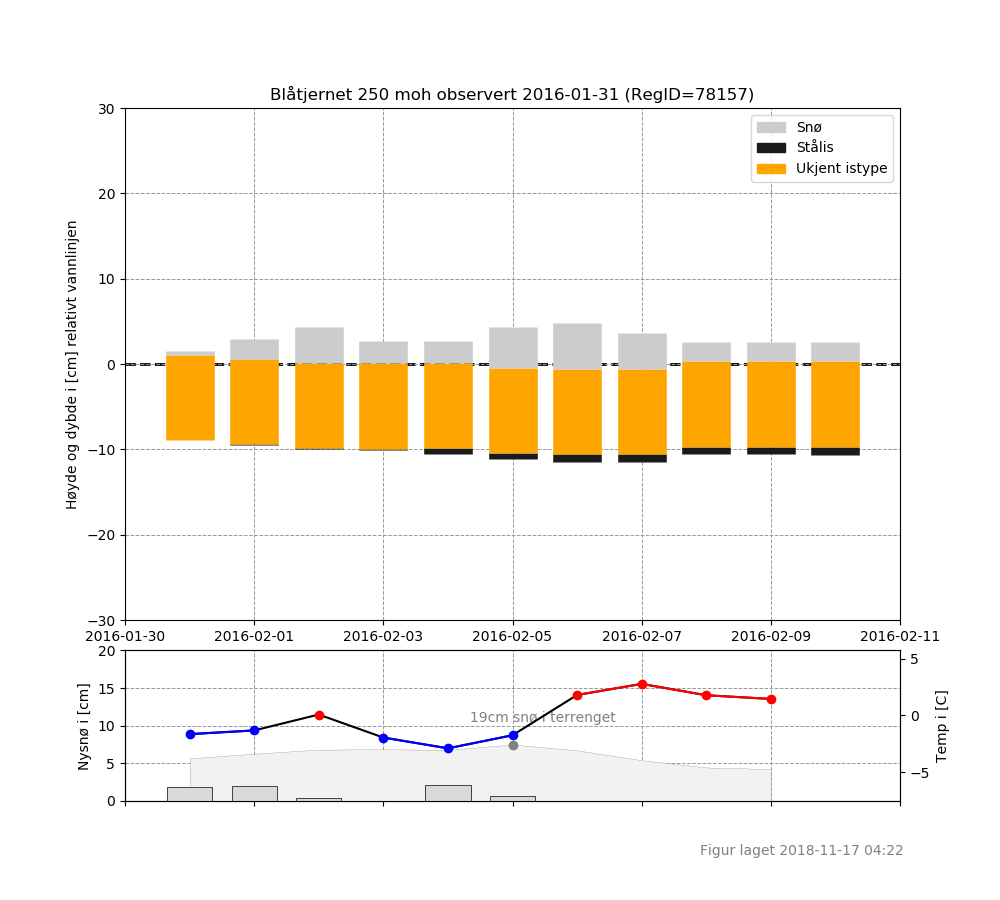 Blåtjernet 250 moh observert 2016-01-31 (RegID=78157)
Snø
Stålis
Ukjent istype
Høyde og dybde i [cm] relativt vannlinjen
30
20
10
0
−10
−20
−30
2016-01-30 2016-02-01 2016-02-03 2016-02-05 2016-02-07 2016-02-09 2016-02-11
Nysnø i [cm]
20
15
10
5
0
19cm snø i terrenget
5
0
−5
Temp i [C]
Figur laget 2018-11-17 04:22